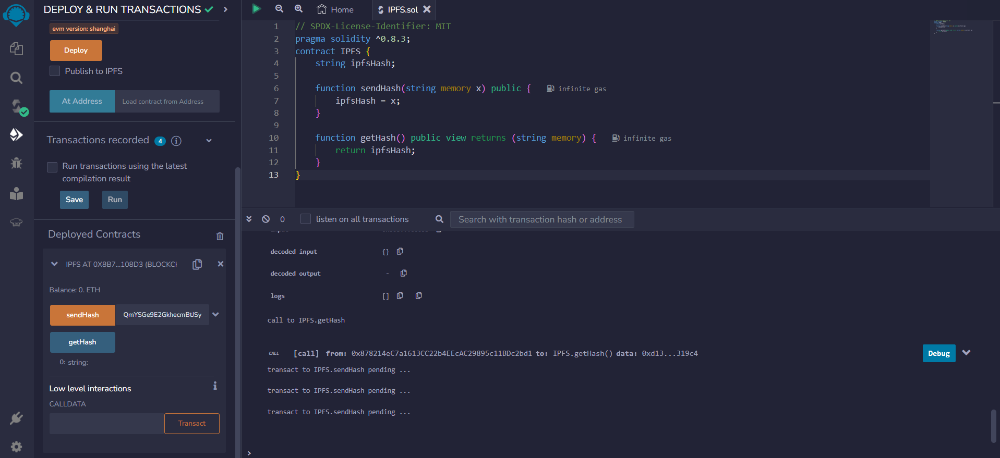 DEPLOY & RUN TRANSACTIONS
evm version: shanghai
Deploy
Publish to IPFS
At Address
Load contract from Address
Transactions recorded 4
Run transactions using the latest
compilation result
Save
Run
Deployed Contracts
IPFS AT 0X8B7...108D3 (BLOCKCH
Balance: 0. ETH
sendHash
QmYSGe9E2GkhecmBtJSy
getHash
0: string:
Low level interactions
CALLDATA
Transact
Home
IPFS.sol
1 // SPDX-License-Identifier: MIT
2 pragma solidity ^0.8.3;
3 contract IPFS {
4 string ipfsHash;
5
6 function sendHash(string memory x) public { infinite gas
7 ipfsHash = x;
8 }
9
10 function getHash() public view returns (string memory) { infinite gas
11 return ipfsHash;
12 }
13 }
0
listen on all transactions
Search with transaction hash or address
decoded input {}
decoded output -
logs []
call to IPFS.getHash
CALL [call] from: 0x878214eC7a1613CC22b4EEcAC29895c11BDc2bd1 to: IPFS.getHash() data: 0xd13...319c4
Debug
transact to IPFS.sendHash pending ...
transact to IPFS.sendHash pending ...
transact to IPFS.sendHash pending ...
>